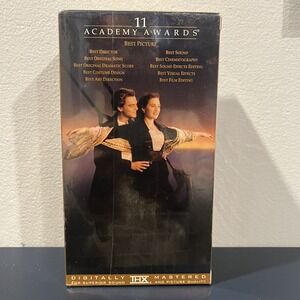 11
ACADEMY AWARDS®
BEST PICTURE
BEST DIRECTOR
BEST ORIGINAL SONG
BEST ORIGINAL DRAMATIC SCORE
BEST COSTUME DESIGN
BEST ART DIRECTION
BEST SOUND
BEST CINEMATOGRAPHY
BEST SOUND EFFECTS EDITING
BEST VISUAL EFFECTS
BEST FILM EDITING
DIGITALLY THX MASTERED
FOR SUPERIOR SOUND AND PICTURE QUALITY